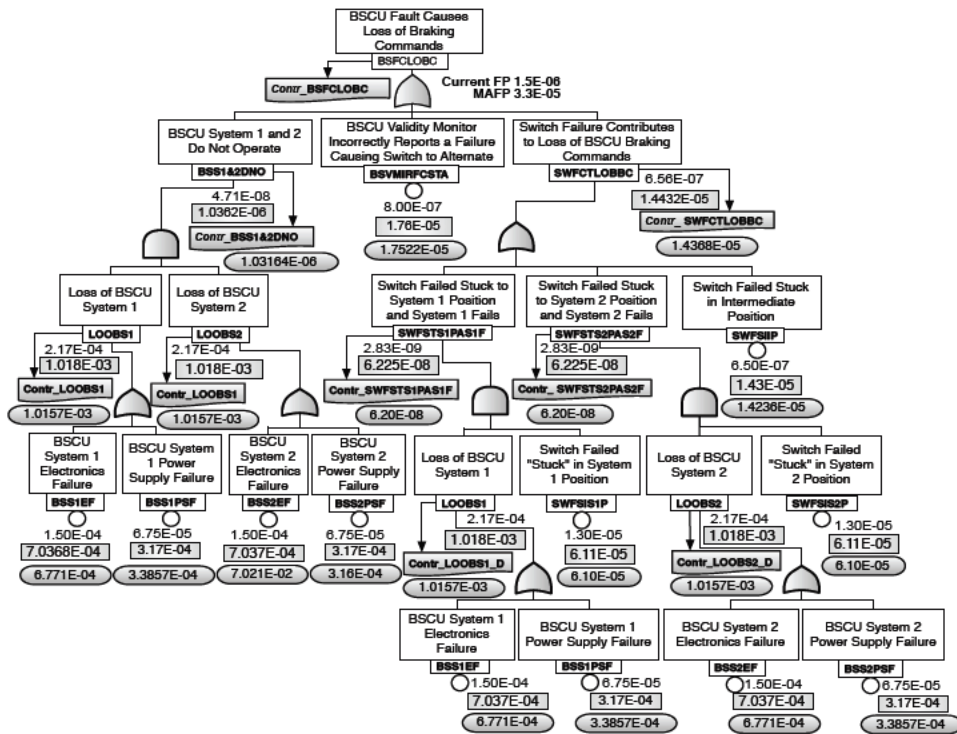 BSCU Fault Causes
Loss of Braking
Commands
BSFCLOBC
Contr_BSFCLOBC
Current FP 1.5E-06
MAFP 3.3E-05
BSCU System 1 and 2
Do Not Operate
BSS1&2DNO
4.71E-08
1.0362E-06
Contr_BSS1&2DNO
1.03164E-06
BSCU Validity Monitor
Incorrectly Reports a Failure
Causing Switch to Alternate
BSVMIRFCSTA
8.00E-07
1.76E-05
1.7522E-05
Switch Failure Contributes
to Loss of BSCU Braking
Commands
SWFCTLOBBC
6.56E-07
1.4432E-05
Contr_ SWFCTLOBBC
1.4368E-05
Loss of BSCU
System 1
LOOBS1
2.17E-04
1.018E-03
Contr_LOOBS1
1.0157E-03
Loss of BSCU
System 2
LOOBS2
2.17E-04
1.018E-03
Contr_LOOBS1
1.0157E-03
Switch Failed Stuck to
System 1 Position
and System 1 Fails
SWFSTS1PAS1F
2.83E-09
6.225E-08
Contr_SWFSTS1PAS1F
6.20E-08
Switch Failed Stuck
to System 2 Position
and System 2 Fails
SWFSTS2PAS2F
2.83E-09
6.225E-08
Contr_SWFSTS2PAS2F
6.20E-08
Switch Failed Stuck
in Intermediate
Position
SWFSIIP
6.50E-07
1.43E-05
1.4236E-05
BSCU
System 1
Electronics
Failure
BSS1EF
1.50E-04
7.0368E-04
6.771E-04
BSCU System
1 Power
Supply Failure
BSS1PSF
6.75E-05
3.17E-04
3.3857E-04
BSCU
System 2
Electronics
Failure
BSS2EF
1.50E-04
7.037E-04
7.021E-02
BSCU
System 2
Power Supply
Failure
BSS2PSF
6.75E-05
3.17E-04
3.16E-04
Loss of BSCU
System 1
LOOBS1
2.17E-04
1.018E-03
Contr_LOOBS1_D
1.0157E-03
Switch Failed
"Stuck" in System
1 Position
SWFSIS1P
1.30E-05
6.11E-05
6.10E-05
Loss of BSCU
System 2
LOOBS2
2.17E-04
1.018E-03
Contr_LOOBS2_D
1.0157E-03
Switch Failed
"Stuck" in System
2 Position
SWFSIS2P
1.30E-05
6.11E-05
6.10E-05
BSCU System 1
Electronics
Failure
BSS1EF
1.50E-04
7.037E-04
6.771E-04
BSCU System 1
Power Supply Failure
BSS1PSF
6.75E-05
3.17E-04
3.3857E-04
BSCU System 2
Electronics Failure
BSS2EF
1.50E-04
7.037E-04
6.771E-04
BSCU System 2
Power Supply Failure
BSS2PSF
6.75E-05
3.17E-04
3.3857E-04